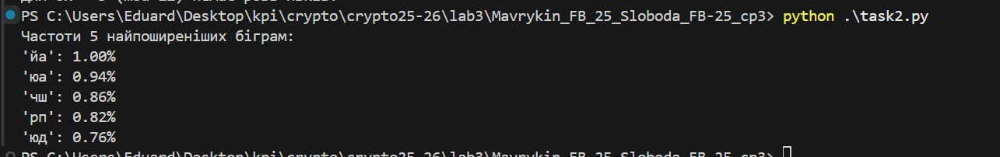 PS C:\Users\Eduard\Desktop\kpi\crypto\crypto25-26\lab3\Mavrykin_FB_25_Sloboda_FB-25_cp3> python .\task2.py
Частоти 5 найпоширеніших біграм:
'йа': 1.00%
'юа': 0.94%
'чш': 0.86%
'рп': 0.82%
'юд': 0.76%
PS C:\Users\Eduard\Desktop\kpi\crypto\crypto25-26\lab3\Mavrykin_FB_25_Sloboda_FB-25_cp3>